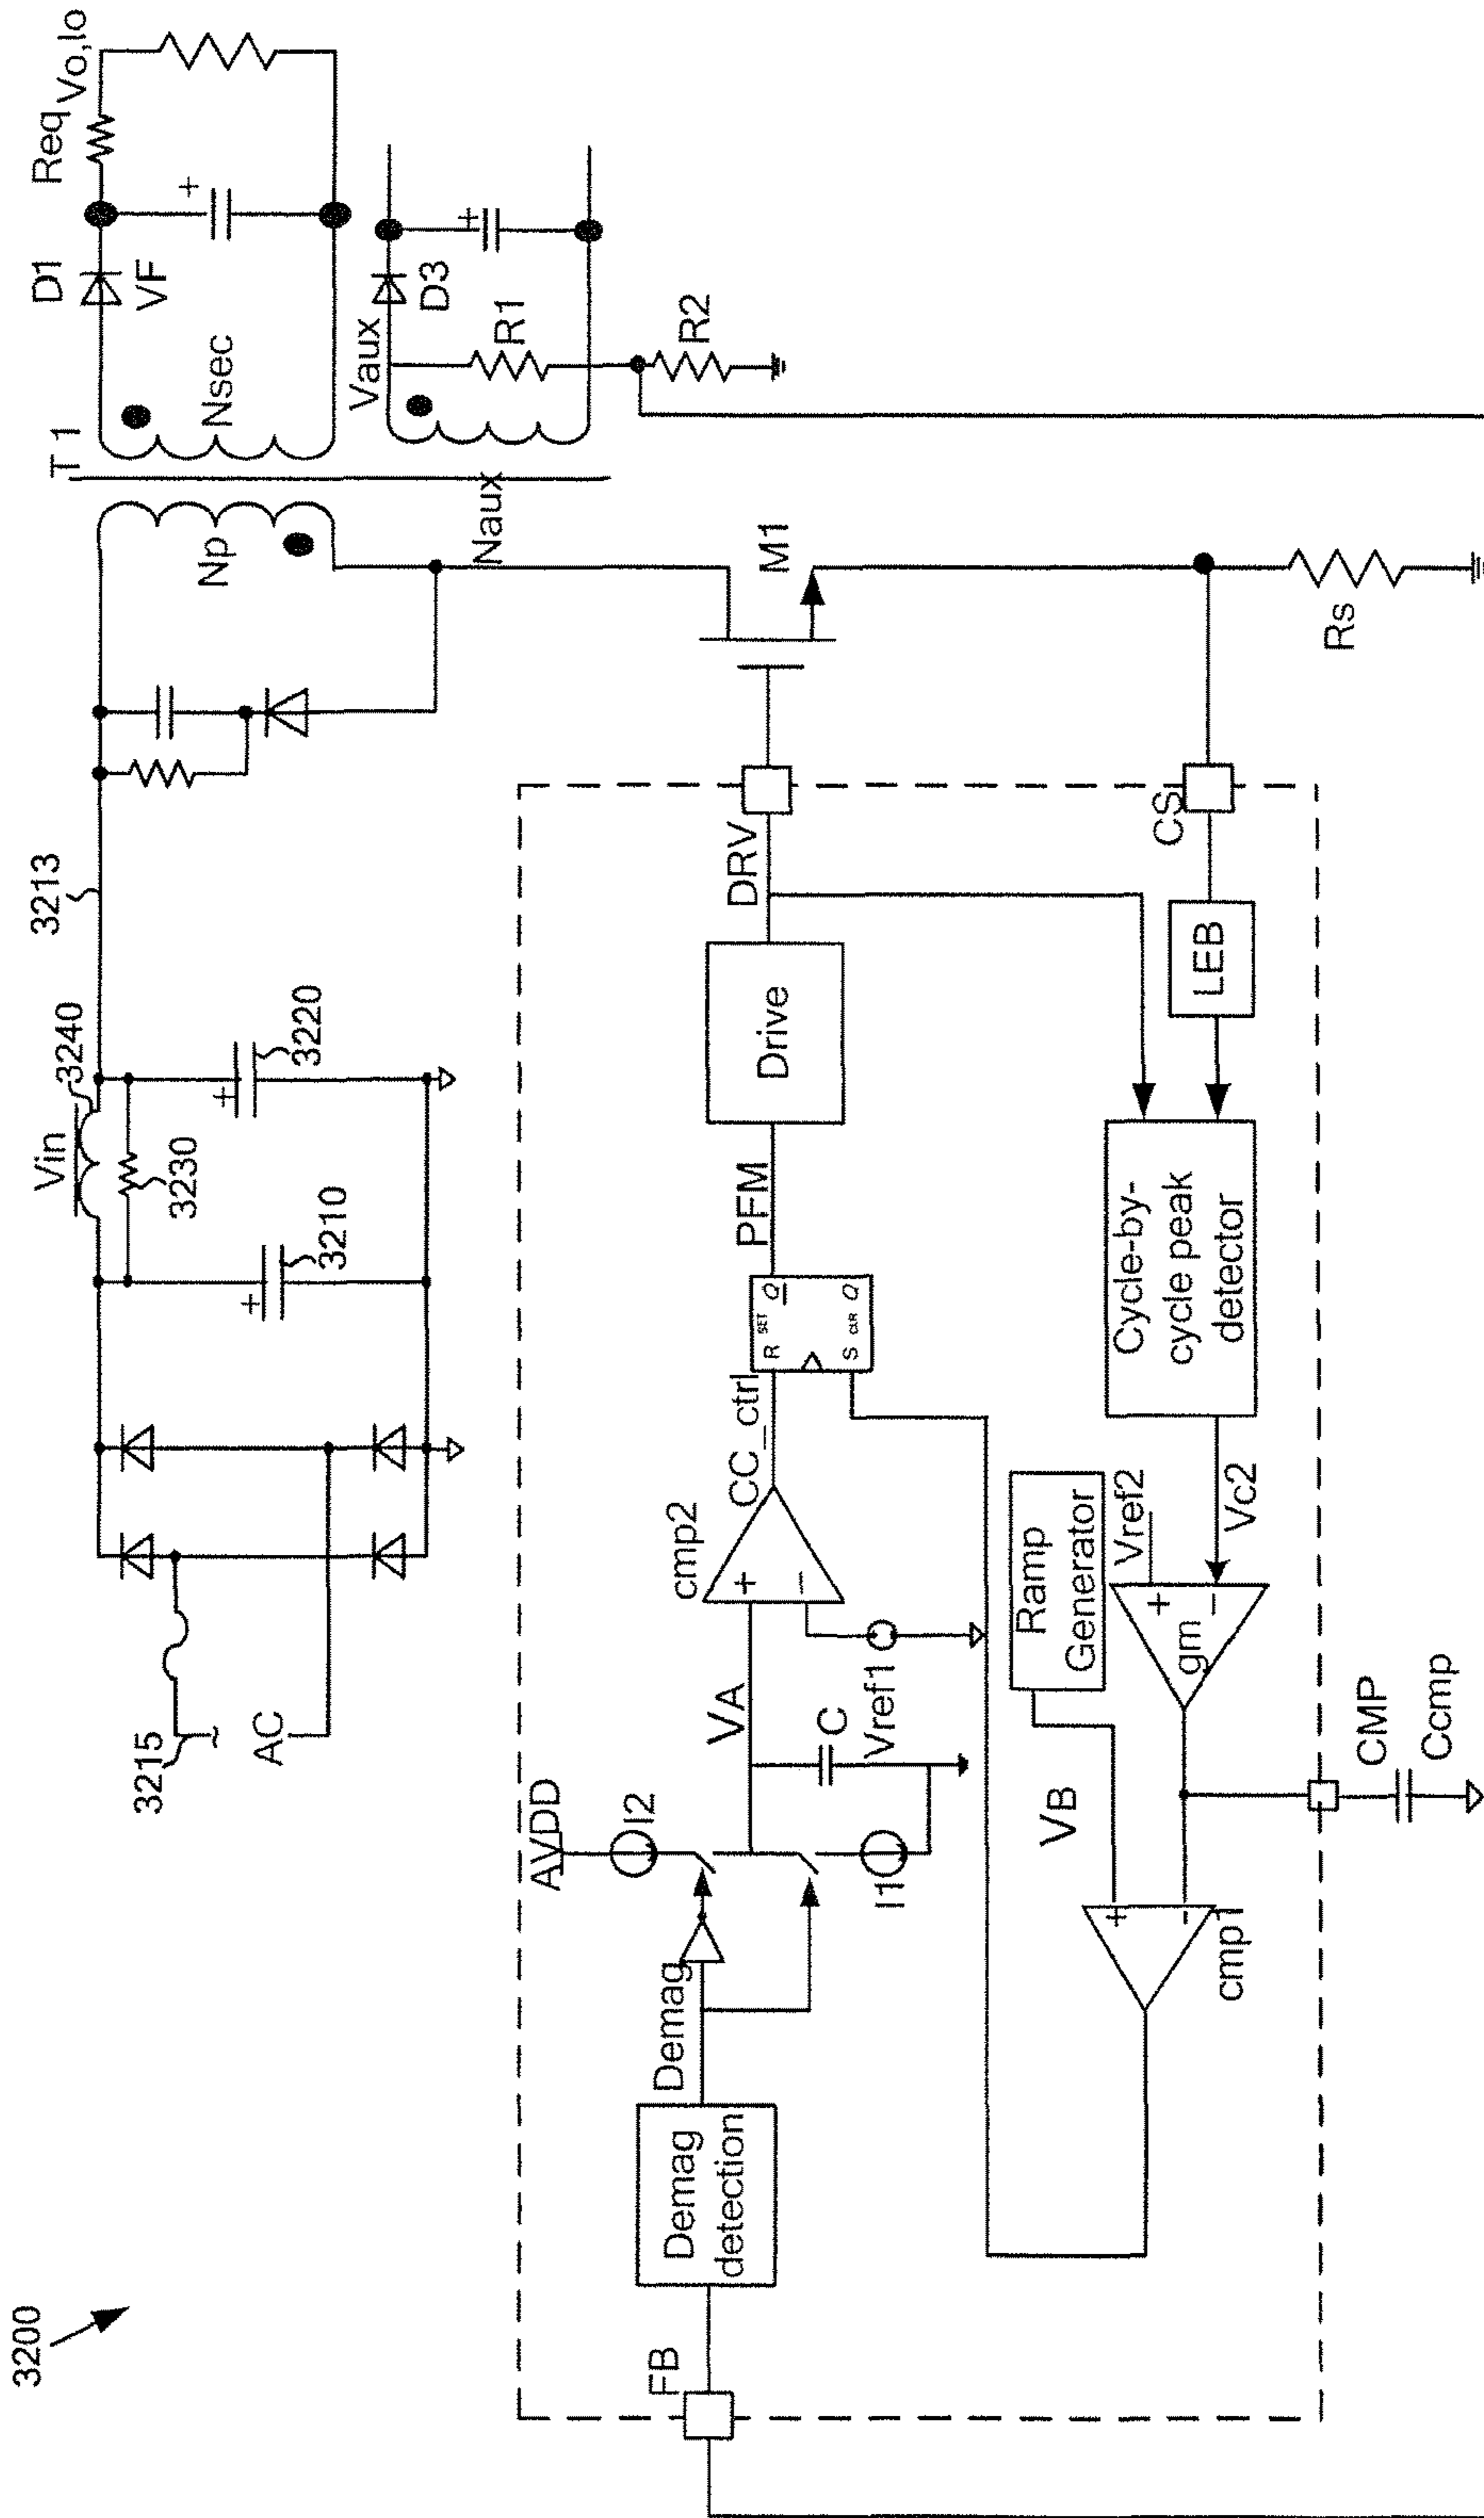 3200
3215
AC
Vin
3240
3230
3210
3220
3213
Np
T1
Naux
Nsec
D1
VF
Req
Vo,Io
Vaux
D3
R1
R2
M1
Rs
FB
Demag
detection
Demag
AVDD
I2
I1
VA
C
Vref1
cmp2
+
−
CC_ctrl
R
SET
Q
S
CLR
Q
PFM
Drive
DRV
CS
LEB
Cycle-by-
cycle peak
detector
Vc2
Vref2
Ramp
Generator
+
−
gm
VB
+
-
cmp1
CMP
Ccmp